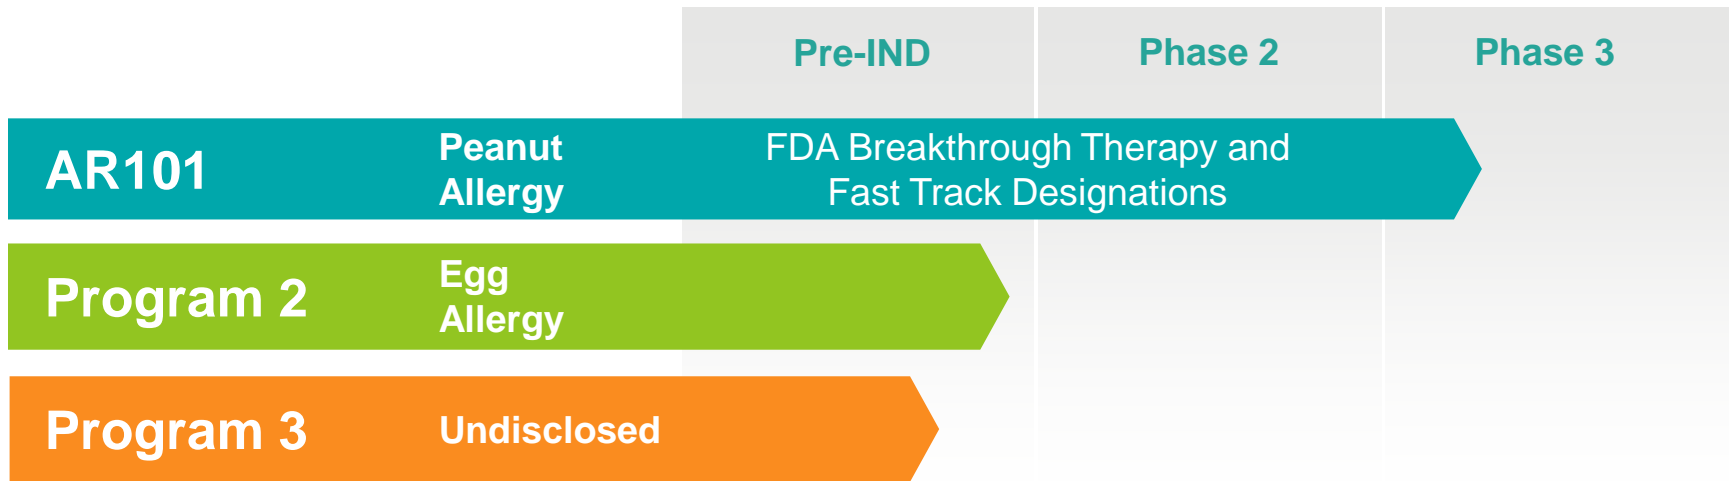 Pre-IND
Phase 2
Phase 3
AR101
Peanut
Allergy
FDA Breakthrough Therapy and
Fast Track Designations
Program 2
Egg
Allergy
Program 3
Undisclosed